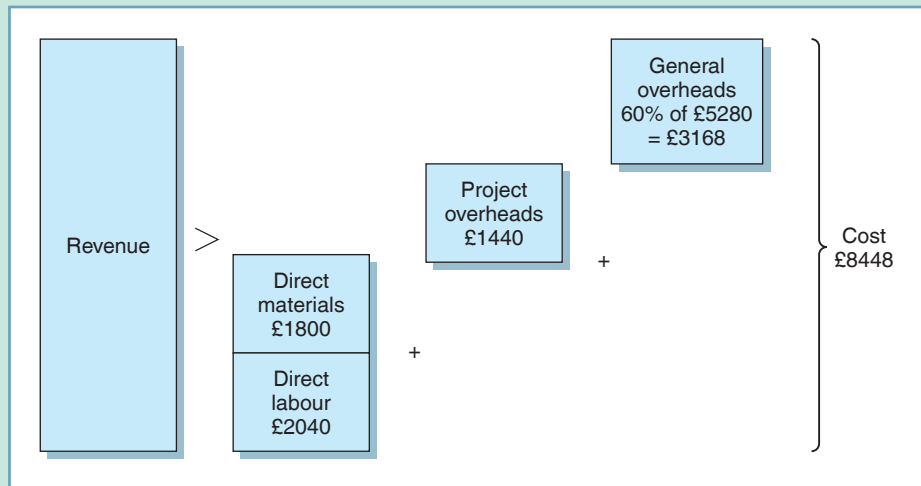 Revenue
>
Direct
materials
£1800
Direct
labour
£2040
+
Project
overheads
£1440
+
General
overheads
60% of £5280
= £3168
Cost
£8448